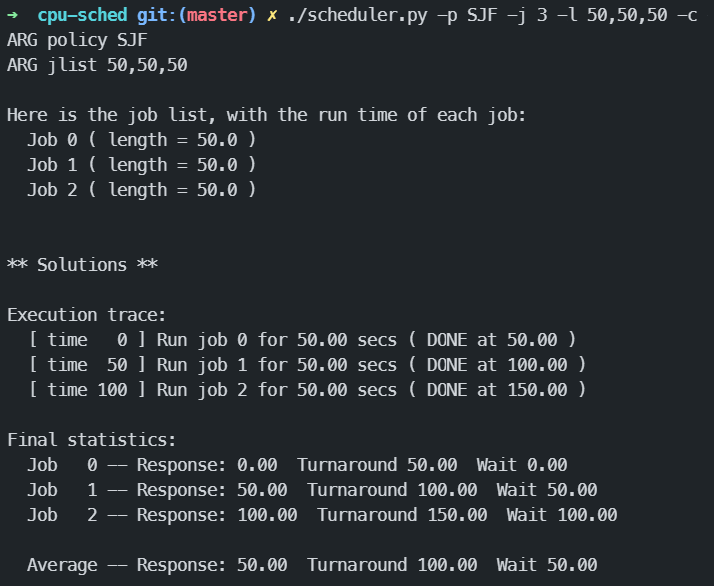 ➜  cpu-sched git:(master) ✗ ./scheduler.py -p SJF -j 3 -l 50,50,50 -c
ARG policy SJF
ARG jlist 50,50,50

Here is the job list, with the run time of each job:
  Job 0 ( length = 50.0 )
  Job 1 ( length = 50.0 )
  Job 2 ( length = 50.0 )


** Solutions **

Execution trace:
  [ time   0 ] Run job 0 for 50.00 secs ( DONE at 50.00 )
  [ time  50 ] Run job 1 for 50.00 secs ( DONE at 100.00 )
  [ time 100 ] Run job 2 for 50.00 secs ( DONE at 150.00 )

Final statistics:
  Job   0 -- Response: 0.00  Turnaround 50.00  Wait 0.00
  Job   1 -- Response: 50.00  Turnaround 100.00  Wait 50.00
  Job   2 -- Response: 100.00  Turnaround 150.00  Wait 100.00

  Average -- Response: 50.00  Turnaround 100.00  Wait 50.00